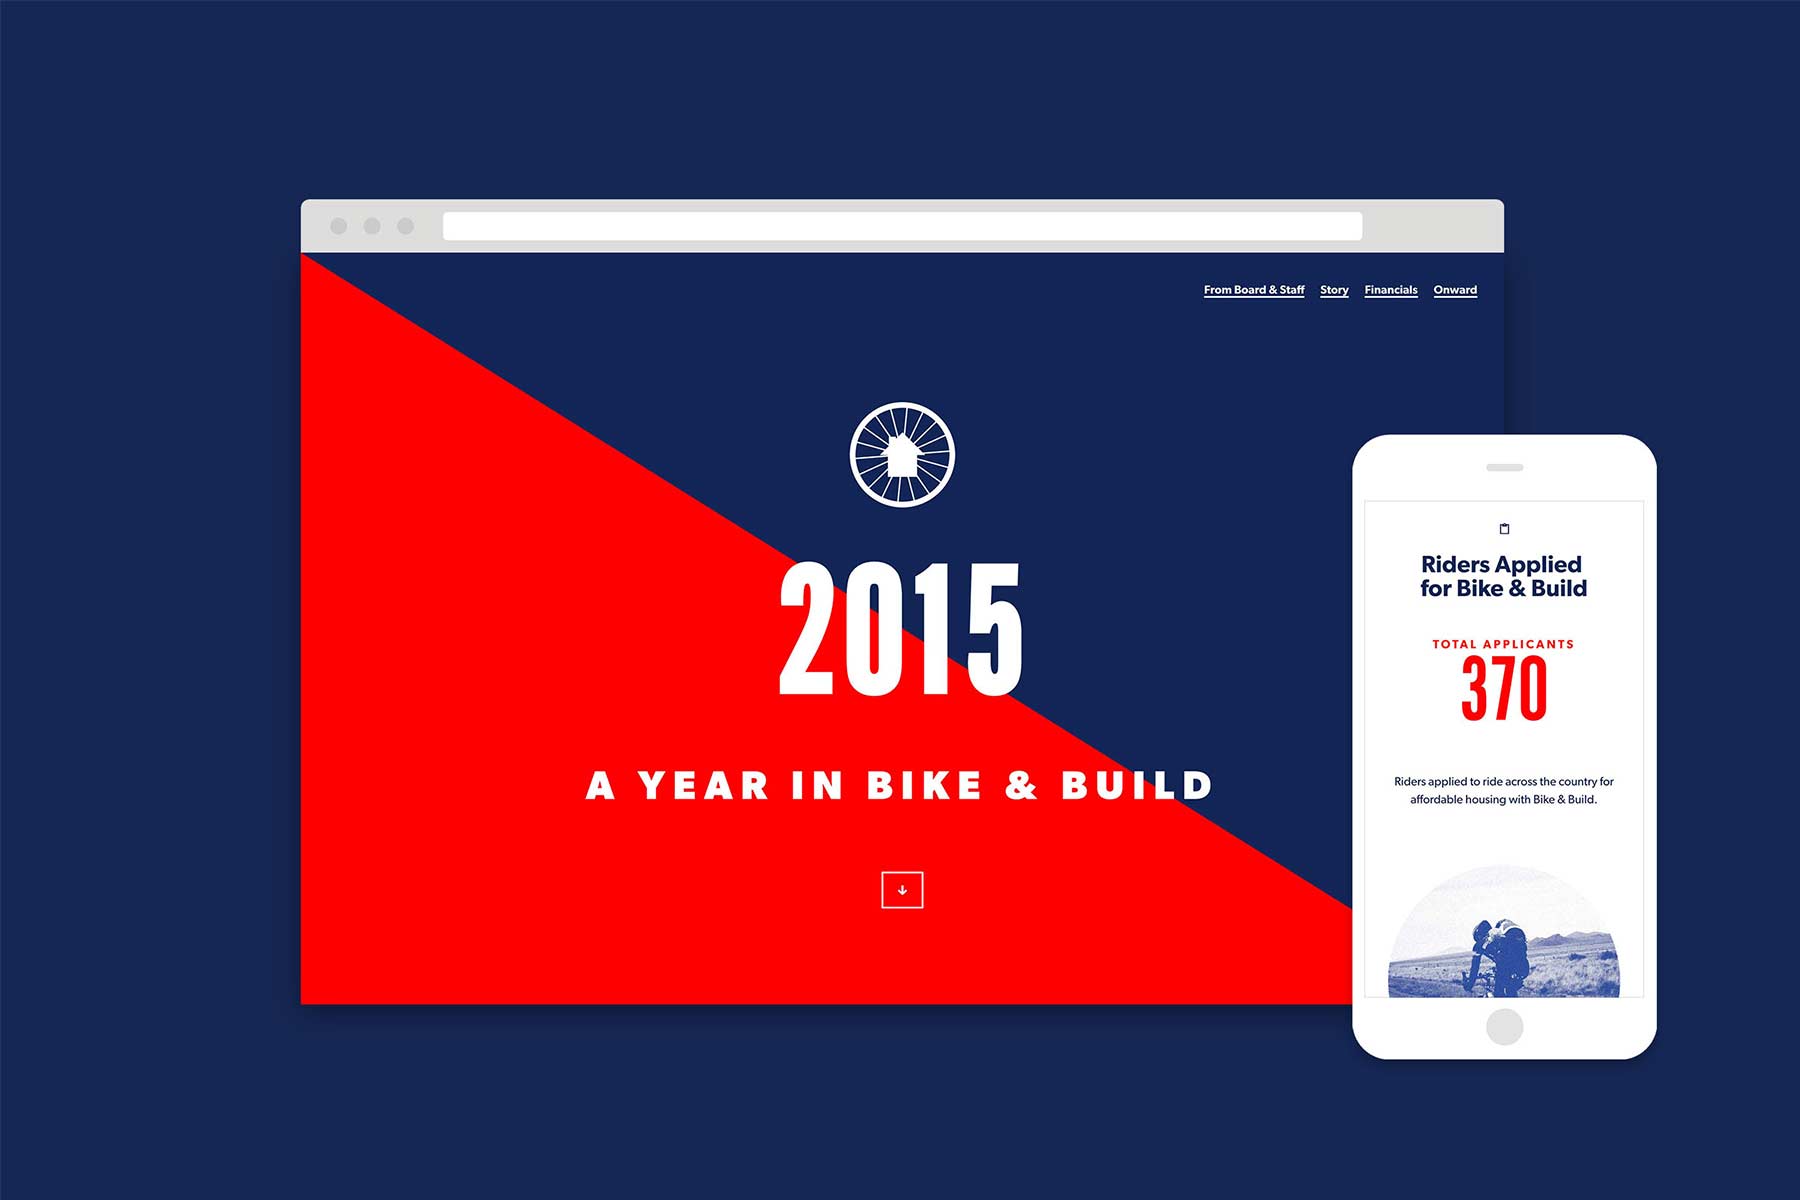 From Board & Staff Story Financials Onward
2015
A YEAR IN BIKE & BUILD
Riders Applied
for Bike & Build
TOTAL APPLICANTS
370
Riders applied to ride across the country for
affordable housing with Bike & Build.